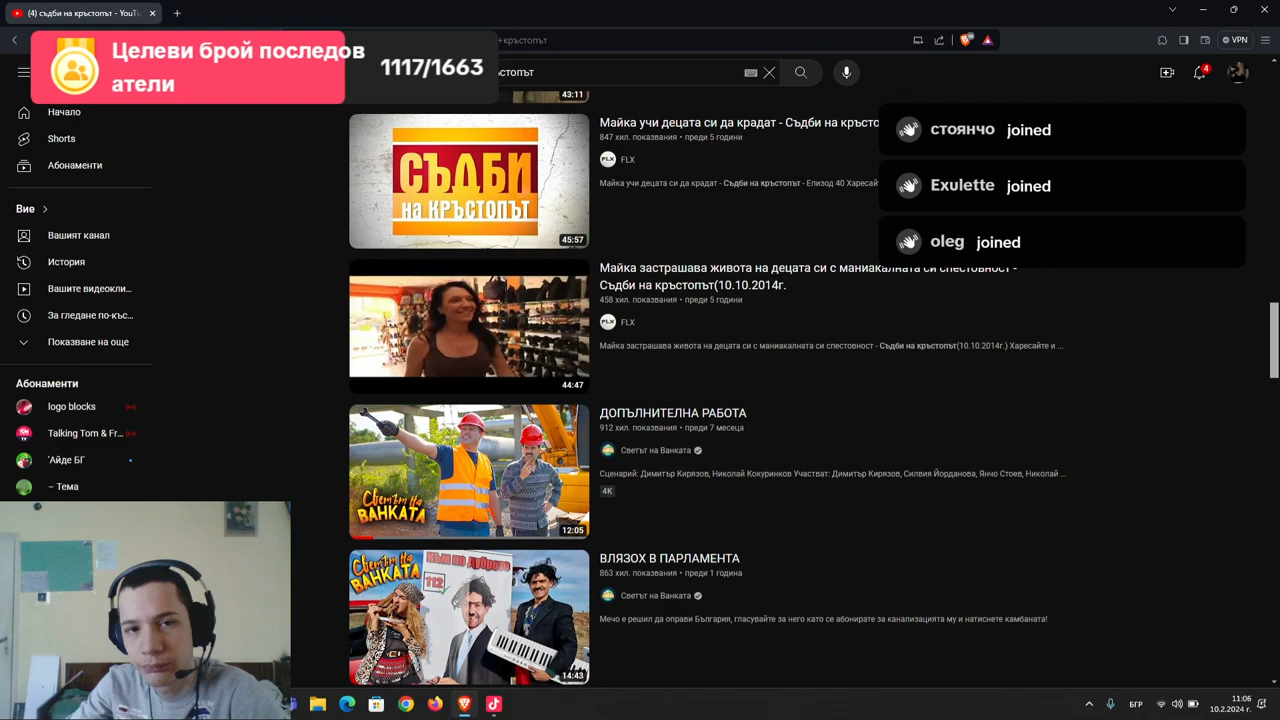 (4) съдби на кръстопът - YouTu
VPN
Целеви брой последов
атели
1117/1663
+кръстопът
стопът
4
Начало
Shorts
Абонаменти
Вие
Вашият канал
История
Вашите видеокли...
За гледане по-къс...
Показване на още
Абонаменти
logo blocks
Talking Tom & Fr...
'Айде БГ
– Тема
43:11
СЪДБИ
на КРЪСТОПЪТ
45:57
Майка учи децата си да крадат - Съдби на кръсто
847 хил. показвания • преди 5 години
FLX
Майка учи децата си да крадат - Съдби на кръстопът - Епизод 40 Харесай
стоянчо joined
Exulette joined
oleg joined
44:47
Майка застрашава живота на децата си с маниакалната си спестовност -
Съдби на кръстопът(10.10.2014г.
458 хил. показвания • преди 5 години
FLX
Майка застрашава живота на децата си с маниакалната си спестовност - Съдби на кръстопът(10.10.2014г.) Харесайте и ...
Светът на
ВАНКАТА
12:05
ДОПЪЛНИТЕЛНА РАБОТА
912 хил. показвания • преди 7 месеца
Светът на Ванката
Сценарий: Димитър Кирязов, Николай Кокуринков Участват: Димитър Кирязов, Силвия Йорданова, Янчо Стоев, Николай ...
4K
Светът на
ВАНКАТА
112
14:43
ВЛЯЗОХ В ПАРЛАМЕНТА
863 хил. показвания • преди 1 година
Светът на Ванката
Мечо е решил да оправи България, гласувайте за него като се абонирате за канализацията му и натиснете камбаната!
БГР
11:06
10.2.2024 г.